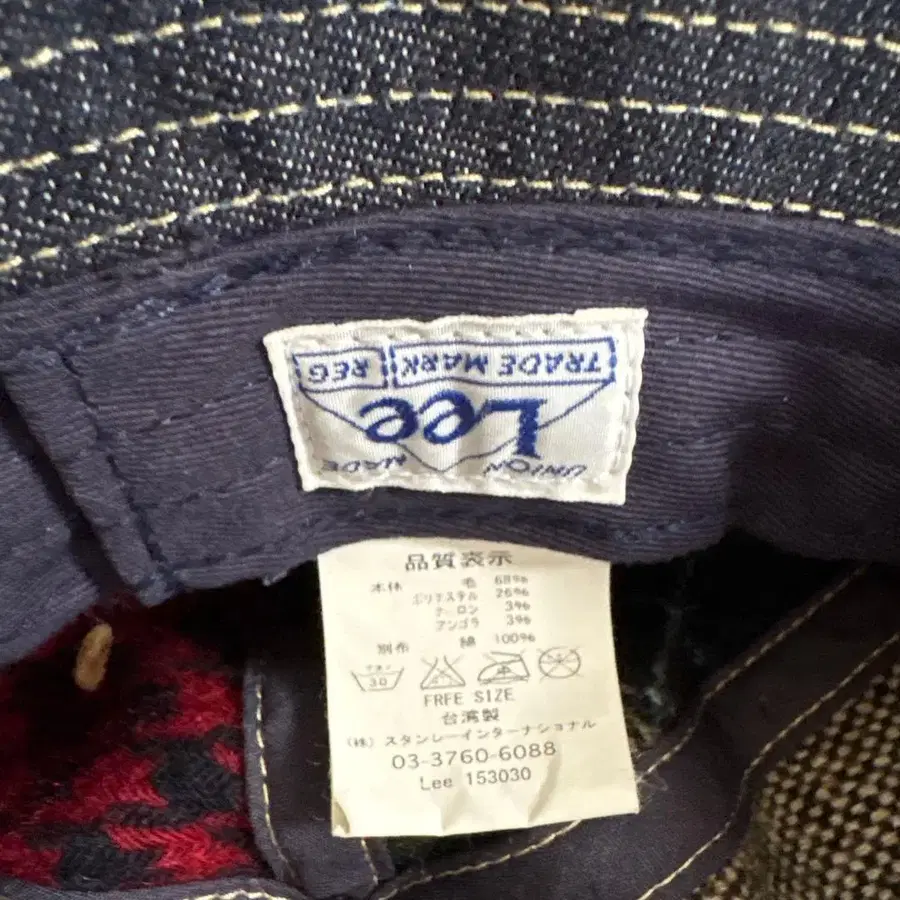 UNION MADE
Lee
TRADE MARK REG
品質表示
本体 毛 68%
ポリエステル 26%
ナーロン 3%
アンゴラ 3%
別布 綿 100%
30
FREE SIZE
台湾製
(株) スタンレーインターナショナル
03-3760-6088
Lee 153030